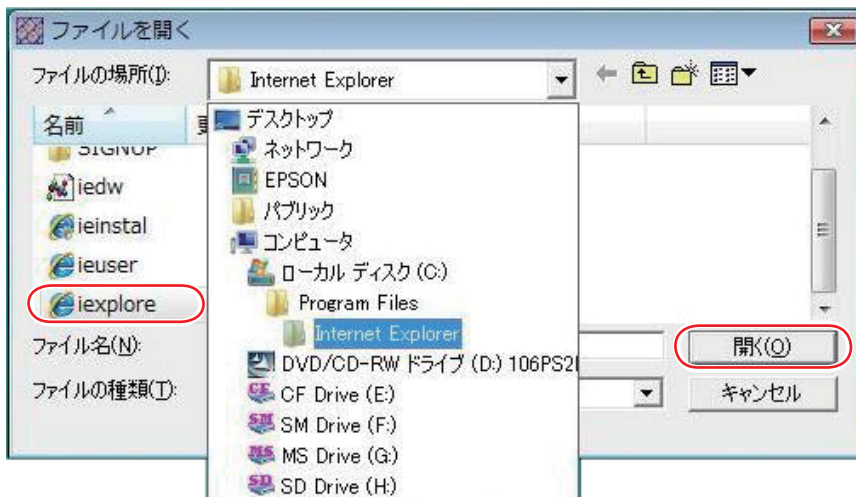 ファイルを開く
ファイルの場所(I):
Internet Explorer
名前
デスクトップ
ネットワーク
EPSON
パブリック
コンピュータ
ローカル ディスク (C:)
Program Files
Internet Explorer
DVD/CD-RW ドライブ (D:) 106PS2
CF Drive (E:)
SM Drive (F:)
MS Drive (G:)
SD Drive (H:)
SIGNUP
iedw
ieinstal
ieuser
iexplore
ファイル名(N):
開く(O)
ファイルの種類(T):
キャンセル